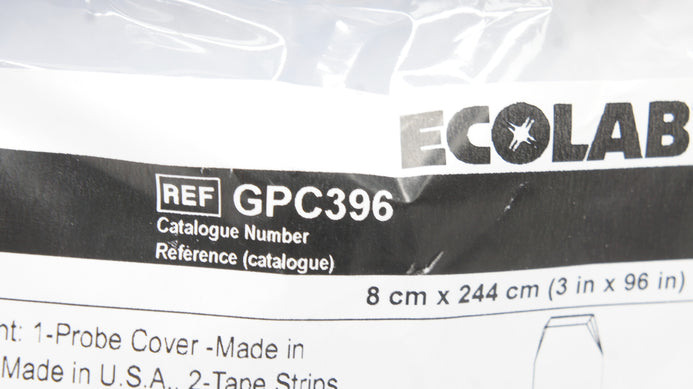 ECOLAB
REF GPC396
Catalogue Number
Référence (catalogue)
8 cm x 244 cm (3 in x 96 in)
nt: 1-Probe Cover -Made in
Made in U.S.A., 2-Tape Strips